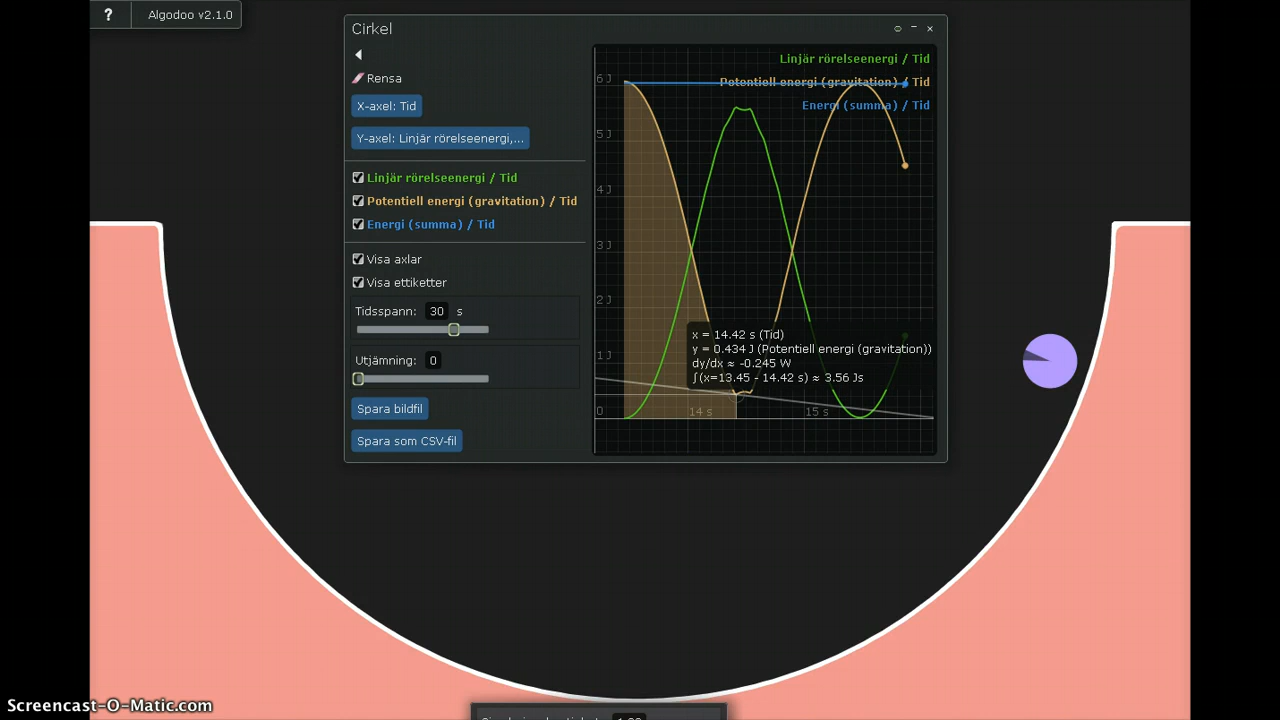 ? Algodoo v2.1.0
Cirkel
Rensa
X-axel: Tid
Y-axel: Linjär rörelseenergi,...
Linjär rörelseenergi / Tid
Potentiell energi (gravitation) / Tid
Energi (summa) / Tid
Visa axlar
Visa ettiketter
Tidsspann: 30 s
Utjämning: 0
Spara bildfil
Spara som CSV-fil
Linjär rörelseenergi / Tid
Potentiell energi (gravitation) / Tid
Energi (summa) / Tid
6 J
5 J
4 J
3 J
2 J
1 J
0
14 s
15 s
x = 14.42 s (Tid)
y = 0.434 J (Potentiell energi (gravitation))
dy/dx ≈ -0.245 W
∫(x=13.45 - 14.42 s) ≈ 3.56 Js
Screencast-O-Matic.com